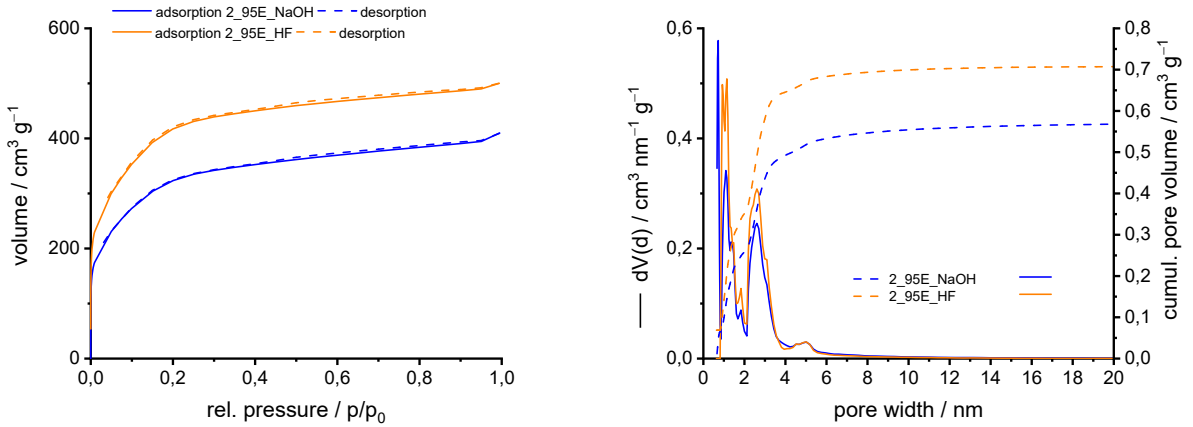 adsorption 2_95E_NaOH desorption
adsorption 2_95E_HF desorption
600
400
200
0
volume / cm³ g⁻¹
0,0 0,2 0,4 0,6 0,8 1,0
rel. pressure / p/p₀
0,6
0,4
0,2
0,0
dV(d) / cm³ nm⁻¹ g⁻¹
2_95E_NaOH
2_95E_HF
0,8
0,7
0,6
0,5
0,4
0,3
0,2
0,1
0,0
cumul. pore volume / cm³ g⁻¹
0 2 4 6 8 10 12 14 16 18 20
pore width / nm